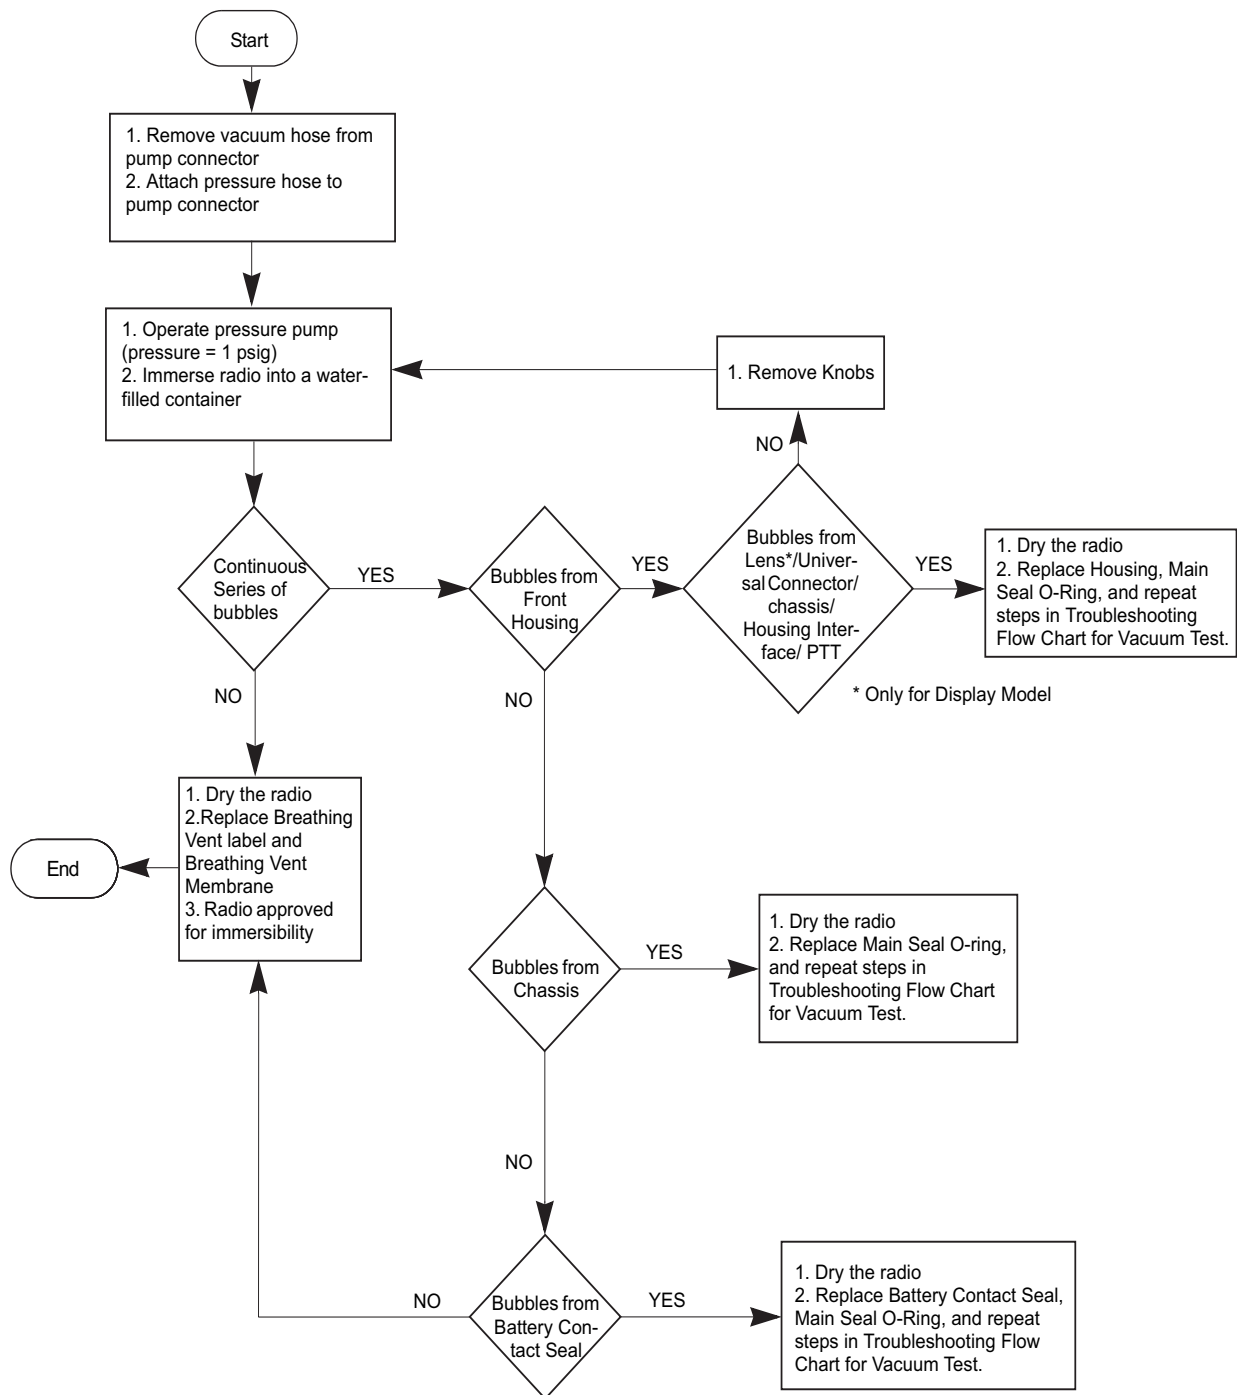 Start
1. Remove vacuum hose from
pump connector
2. Attach pressure hose to
pump connector
1. Operate pressure pump
(pressure = 1 psig)
2. Immerse radio into a water-
filled container
1. Remove Knobs
NO
Continuous
Series of
bubbles
YES
Bubbles from
Front
Housing
YES
Bubbles from
Lens*/Univer-
sal Connector/
chassis/
Housing Inter-
face/ PTT
YES
1. Dry the radio
2. Replace Housing, Main
Seal O-Ring, and repeat
steps in Troubleshooting
Flow Chart for Vacuum Test.
* Only for Display Model
NO
NO
1. Dry the radio
2.Replace Breathing
Vent label and
Breathing Vent
Membrane
3. Radio approved
for immersibility
End
Bubbles from
Chassis
YES
1. Dry the radio
2. Replace Main Seal O-ring,
and repeat steps in
Troubleshooting Flow Chart
for Vacuum Test.
NO
Bubbles from
Battery Con-
tact Seal
NO
YES
1. Dry the radio
2. Replace Battery Contact Seal,
Main Seal O-Ring, and repeat
steps in Troubleshooting Flow
Chart for Vacuum Test.